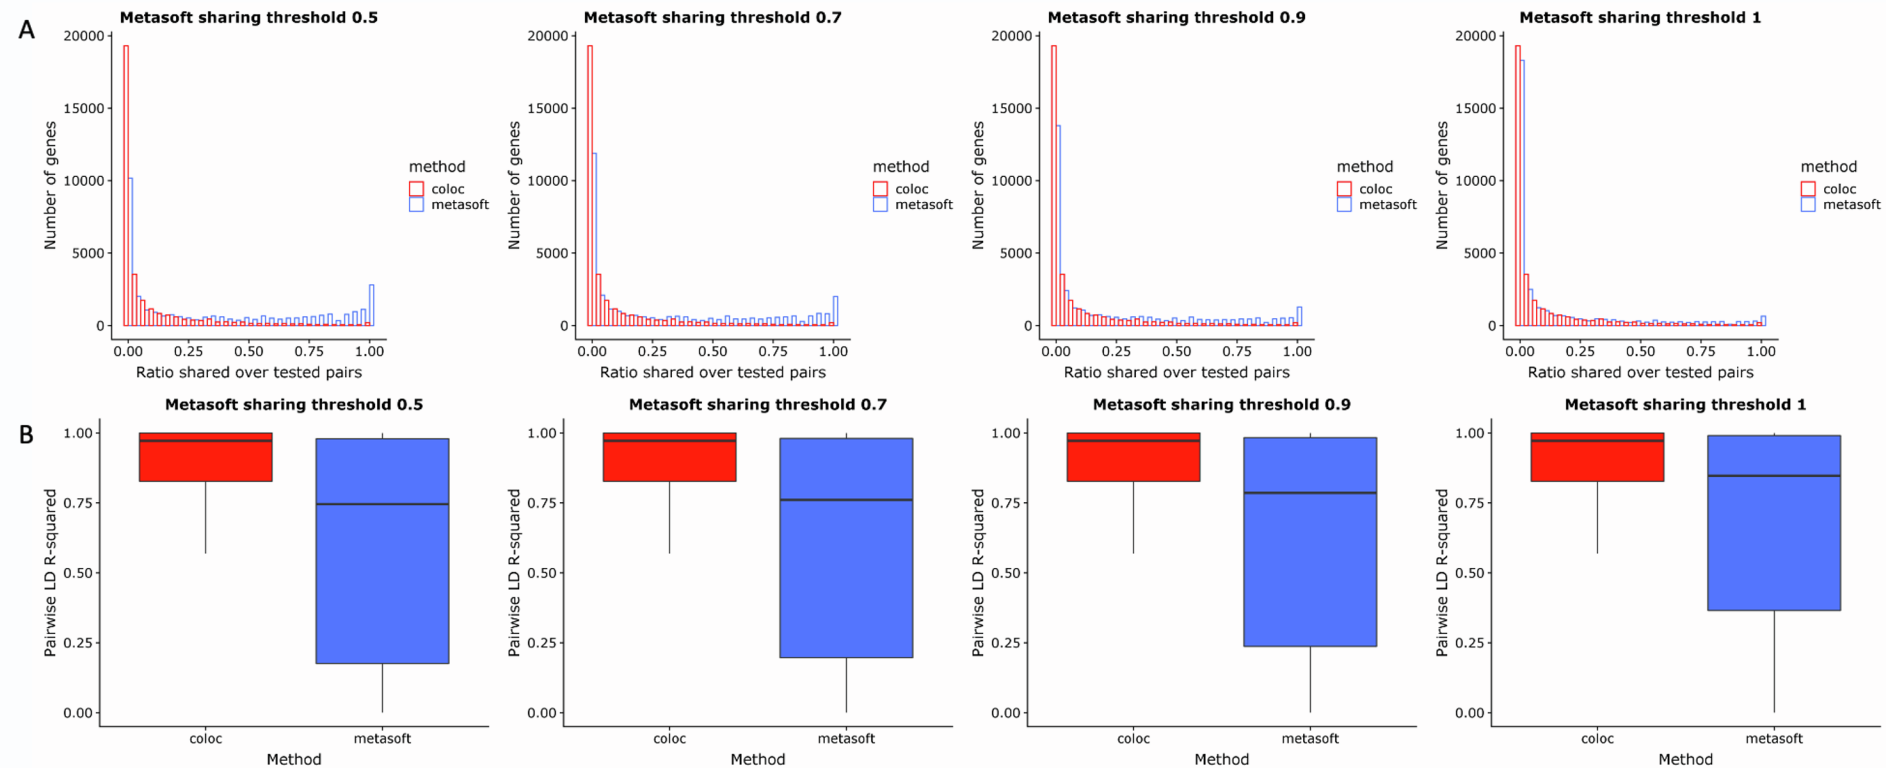 A
Metasoft sharing threshold 0.5
Number of genes
20000
15000
10000
5000
0
0.00 0.25 0.50 0.75 1.00
Ratio shared over tested pairs
method
coloc
metasoft
Metasoft sharing threshold 0.7
Number of genes
20000
15000
10000
5000
0
0.00 0.25 0.50 0.75 1.00
Ratio shared over tested pairs
method
coloc
metasoft
Metasoft sharing threshold 0.9
Number of genes
20000
15000
10000
5000
0
0.00 0.25 0.50 0.75 1.00
Ratio shared over tested pairs
method
coloc
metasoft
Metasoft sharing threshold 1
Number of genes
20000
15000
10000
5000
0
0.00 0.25 0.50 0.75 1.00
Ratio shared over tested pairs
method
coloc
metasoft
B
Metasoft sharing threshold 0.5
Pairwise LD R-squared
1.00
0.75
0.50
0.25
0.00
coloc metasoft
Method
Metasoft sharing threshold 0.7
Pairwise LD R-squared
1.00
0.75
0.50
0.25
0.00
coloc metasoft
Method
Metasoft sharing threshold 0.9
Pairwise LD R-squared
1.00
0.75
0.50
0.25
0.00
coloc metasoft
Method
Metasoft sharing threshold 1
Pairwise LD R-squared
1.00
0.75
0.50
0.25
0.00
coloc metasoft
Method